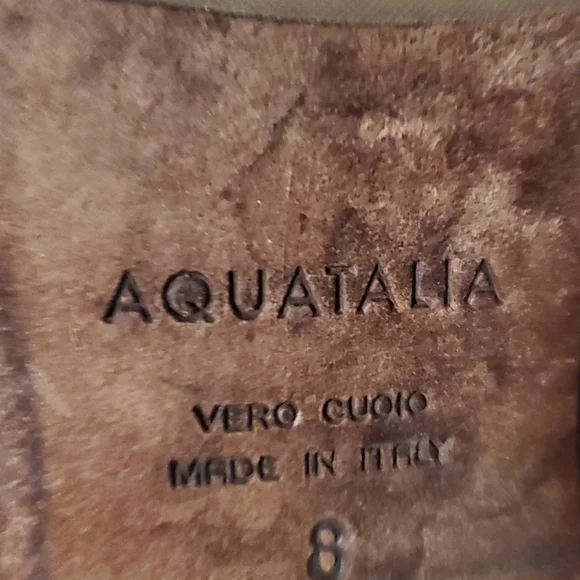 AQUATALIA
VERO CUOIO
MADE IN ITALY
8